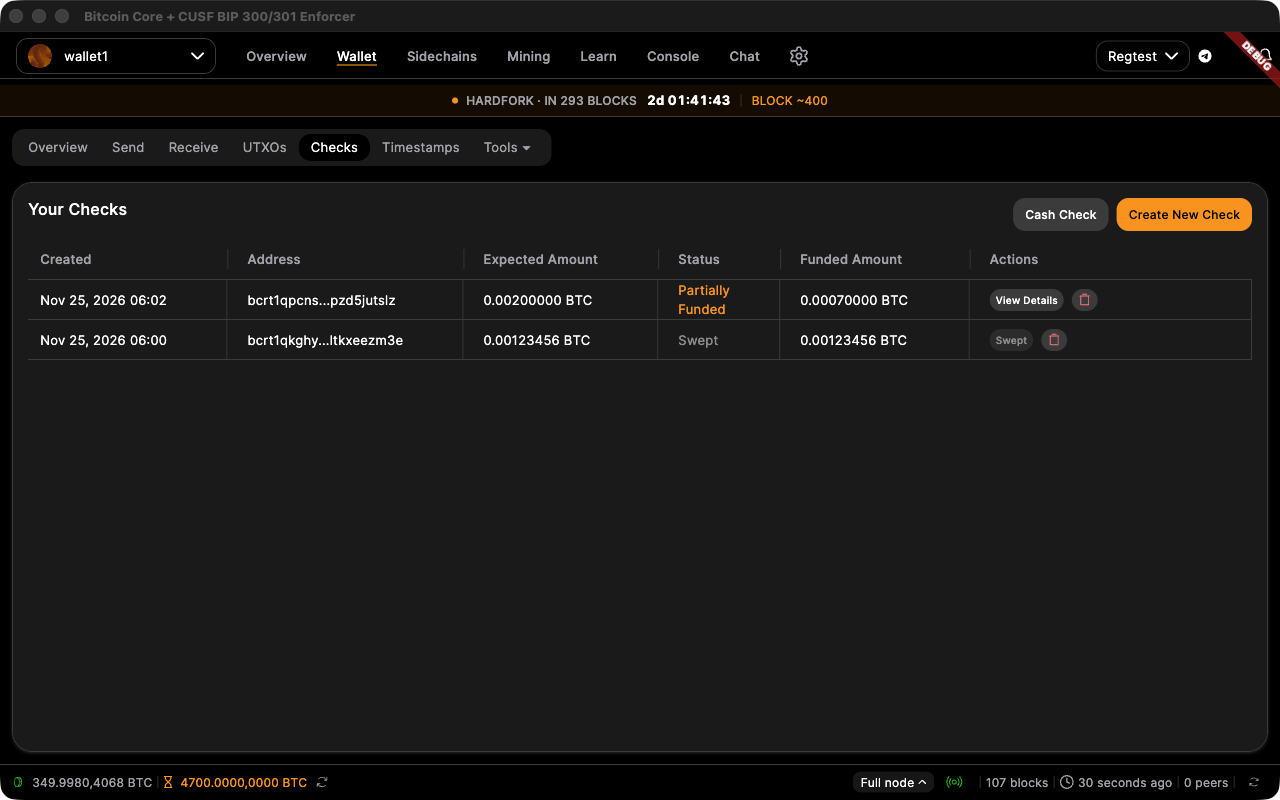 Bitcoin Core + CUSF BIP 300/301 Enforcer
wallet1
Overview Wallet Sidechains Mining Learn Console Chat
Regtest
DEBUG
HARDFORK · IN 293 BLOCKS 2d 01:41:43 BLOCK ~400
Overview Send Receive UTXOs Checks Timestamps Tools
Your Checks
Cash Check Create New Check
Created Address Expected Amount Status Funded Amount Actions
Nov 25, 2026 06:02 bcrt1qpcns...pzd5jutslz 0.00200000 BTC Partially Funded 0.00070000 BTC View Details
Nov 25, 2026 06:00 bcrt1qkghy...ltkxeezm3e 0.00123456 BTC Swept 0.00123456 BTC Swept
349.9980,4068 BTC 4700.0000,0000 BTC Full node 107 blocks 30 seconds ago 0 peers